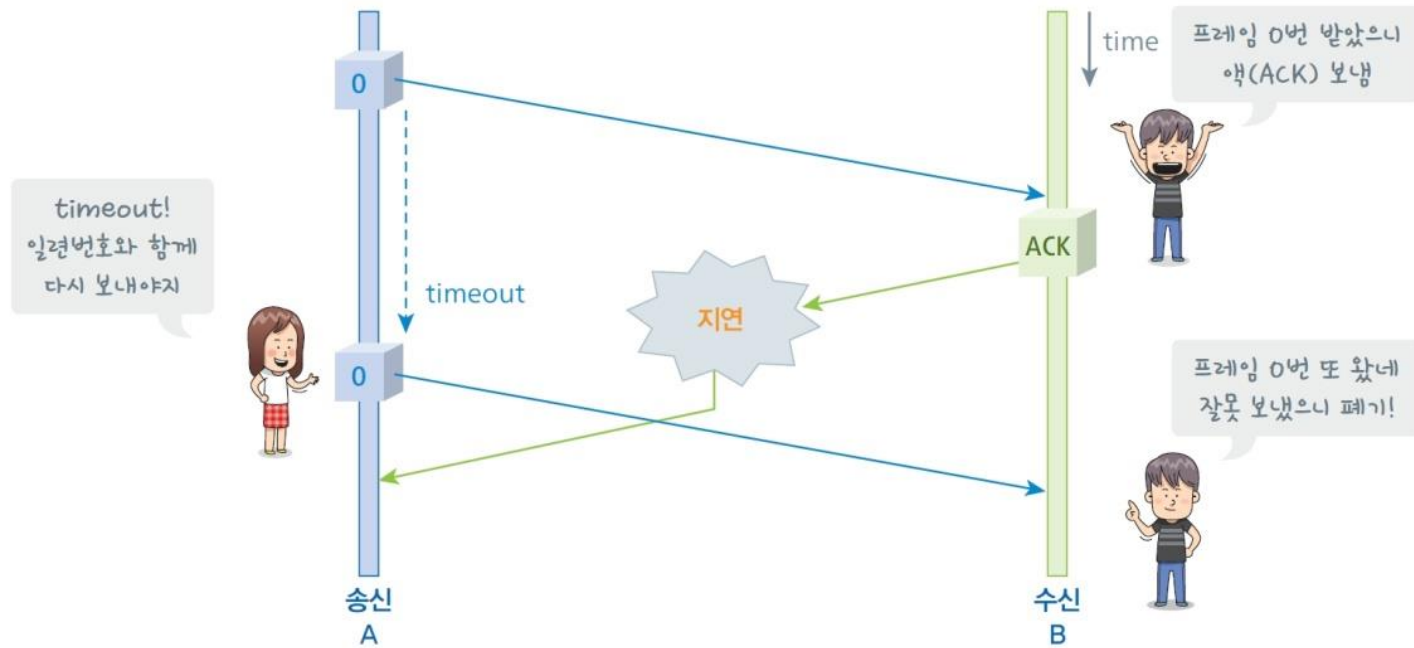 time
프레임 0번 받았으니
액(ACK) 보냄
0
timeout!
일련번호와 함께
다시 보내야지
ACK
timeout
지연
0
프레임 0번 또 왔네
잘못 보냈으니 폐기!
송신
A
수신
B